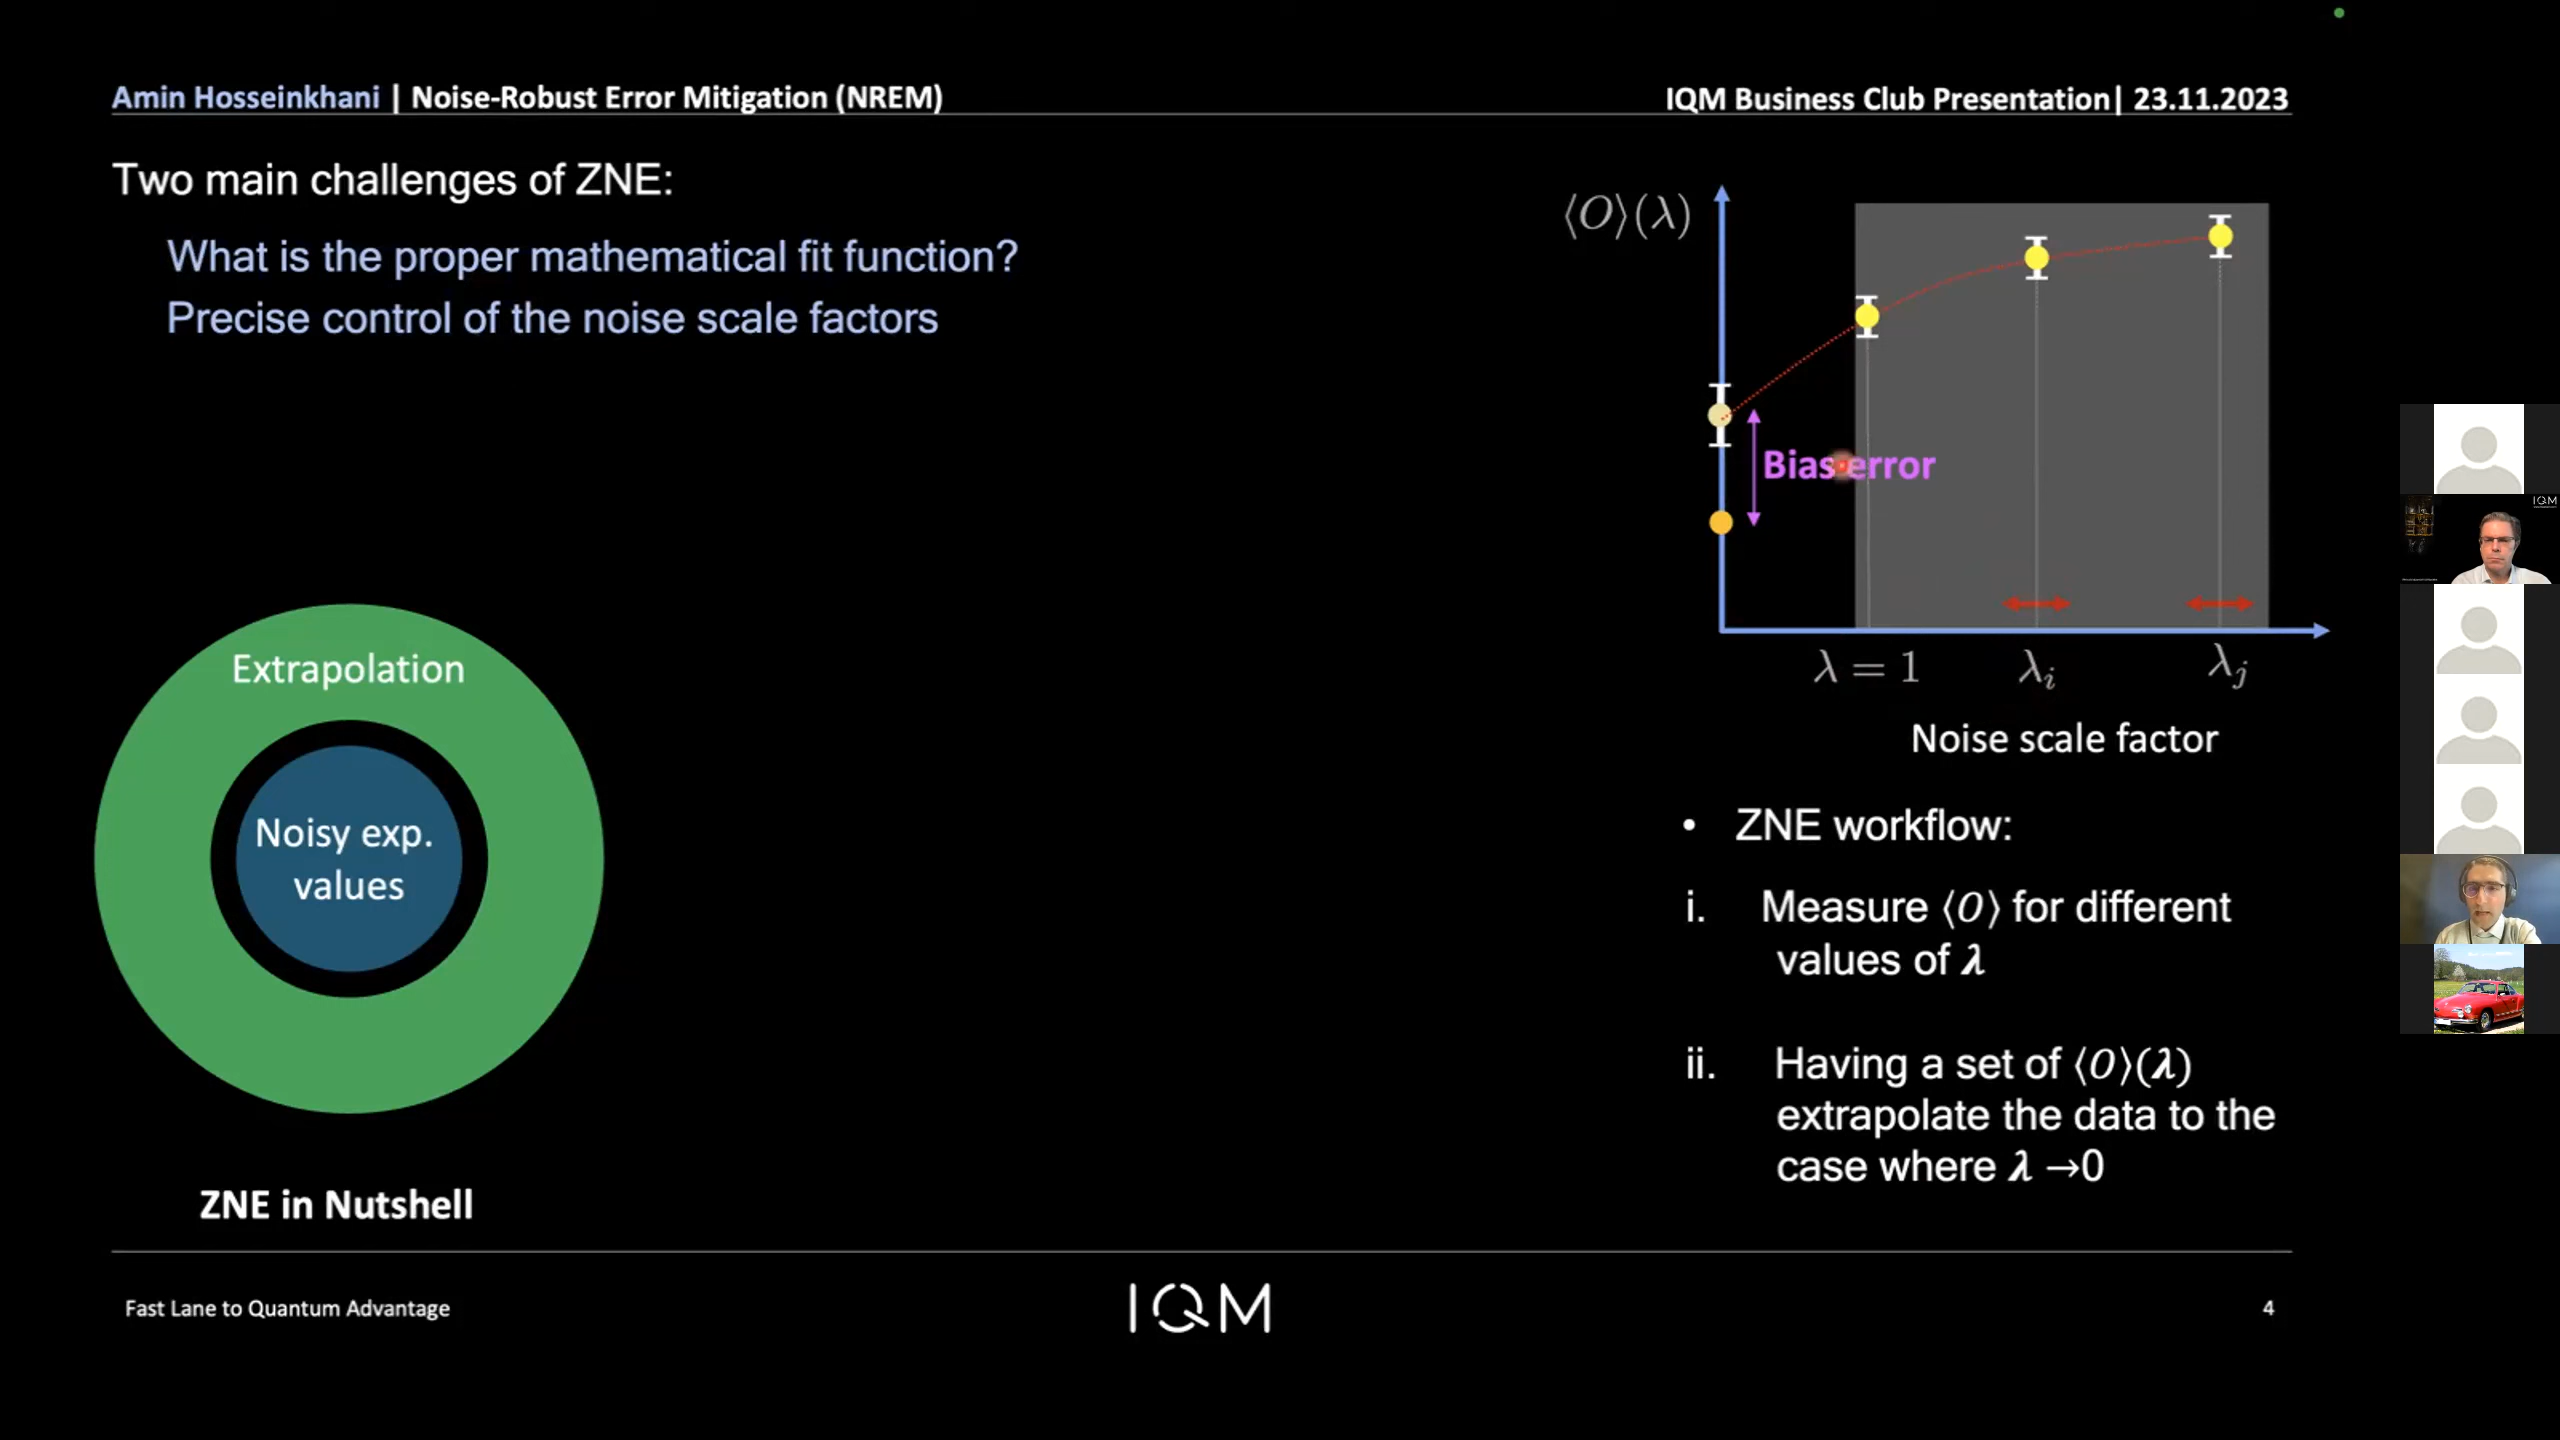 Amin Hosseinkhani | Noise-Robust Error Mitigation (NREM)
IQM Business Club Presentation| 23.11.2023
Two main challenges of ZNE:
What is the proper mathematical fit function?
Precise control of the noise scale factors
⟨O⟩(λ)
Bias error
λ = 1
λᵢ
λⱼ
Noise scale factor
Extrapolation
Noisy exp.
values
ZNE in Nutshell
• ZNE workflow:
i. Measure ⟨O⟩ for different
values of λ
ii. Having a set of ⟨O⟩(λ)
extrapolate the data to the
case where λ →0
IQM
Fast Lane to Quantum Advantage
IQM
4